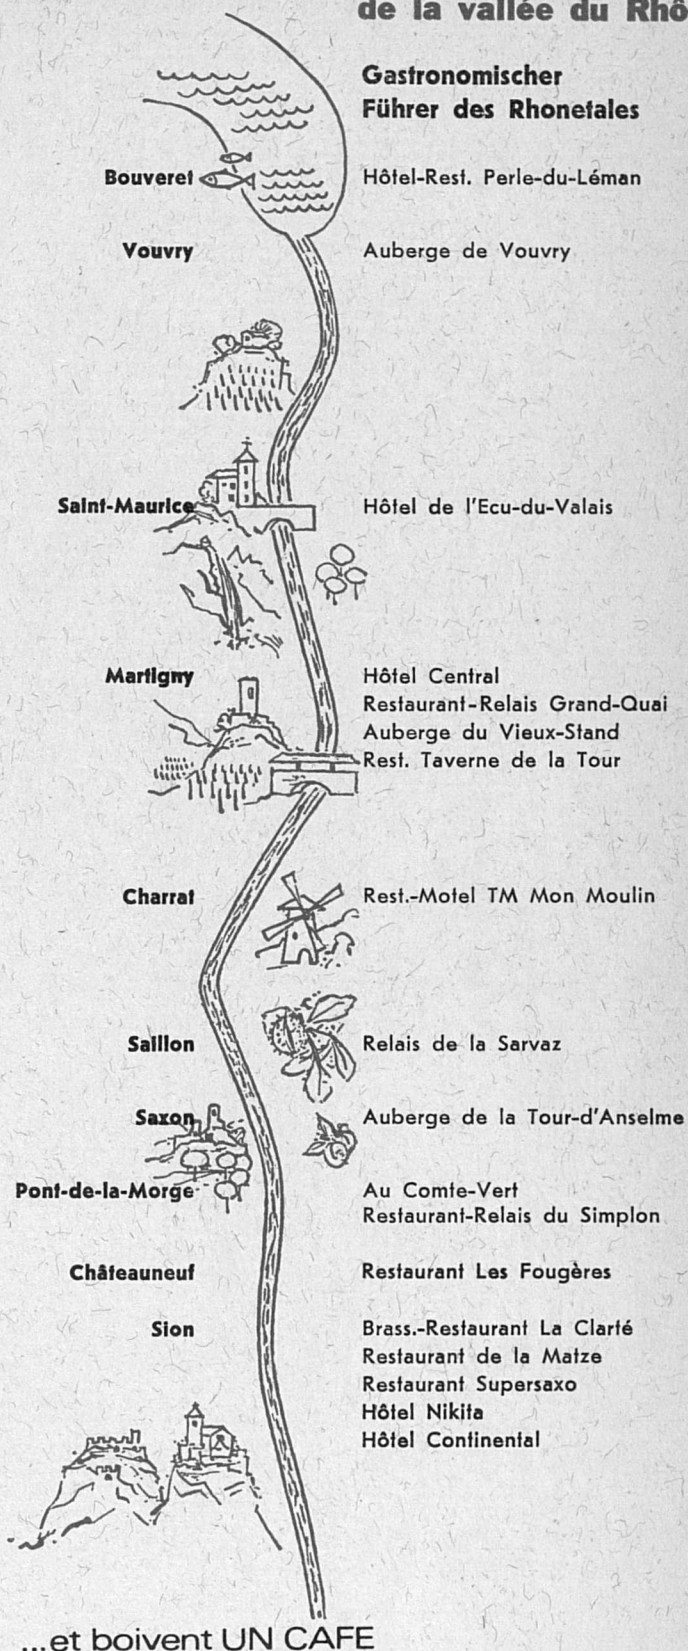 de la vallée du Rhô
Gastronomischer
Führer des Rhonetales
Bouveret Hôtel-Rest. Perle-du-Léman
Vouvry Auberge de Vouvry
Saint-Maurice Hôtel de l'Ecu-du-Valais
Martigny Hôtel Central
Restaurant-Relais Grand-Quai
Auberge du Vieux-Stand
Rest. Taverne de la Tour
Charrat Rest.-Motel TM Mon Moulin
Saillon Relais de la Sarvaz
Saxon Auberge de la Tour-d'Anselme
Pont-de-la-Morge Au Comte-Vert
Restaurant-Relais du Simplon
Châteauneuf Restaurant Les Fougères
Sion Brass.-Restaurant La Clarté
Restaurant de la Matze
Restaurant Supersaxo
Hôtel Nikita
Hôtel Continental
...et boivent UN CAFE